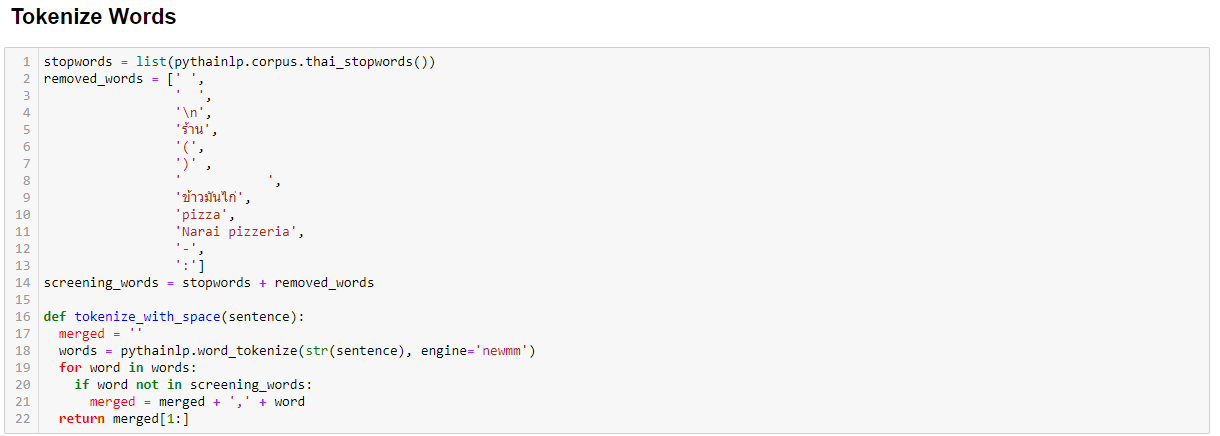 Tokenize Words
1 stopwords = list(pythainlp.corpus.thai_stopwords())
2 removed_words = [' ',
3                  '  ',
4                  '\n',
5                  'ร้าน',
6                  '(',
7                  ')' ,
8                  '           ',
9                  'ข้าวมันไก่',
10                  'pizza',
11                  'Narai pizzeria',
12                  '-',
13                  ':']
14 screening_words = stopwords + removed_words
15
16 def tokenize_with_space(sentence):
17   merged = ''
18   words = pythainlp.word_tokenize(str(sentence), engine='newmm')
19   for word in words:
20     if word not in screening_words:
21       merged = merged + ',' + word
22   return merged[1:]